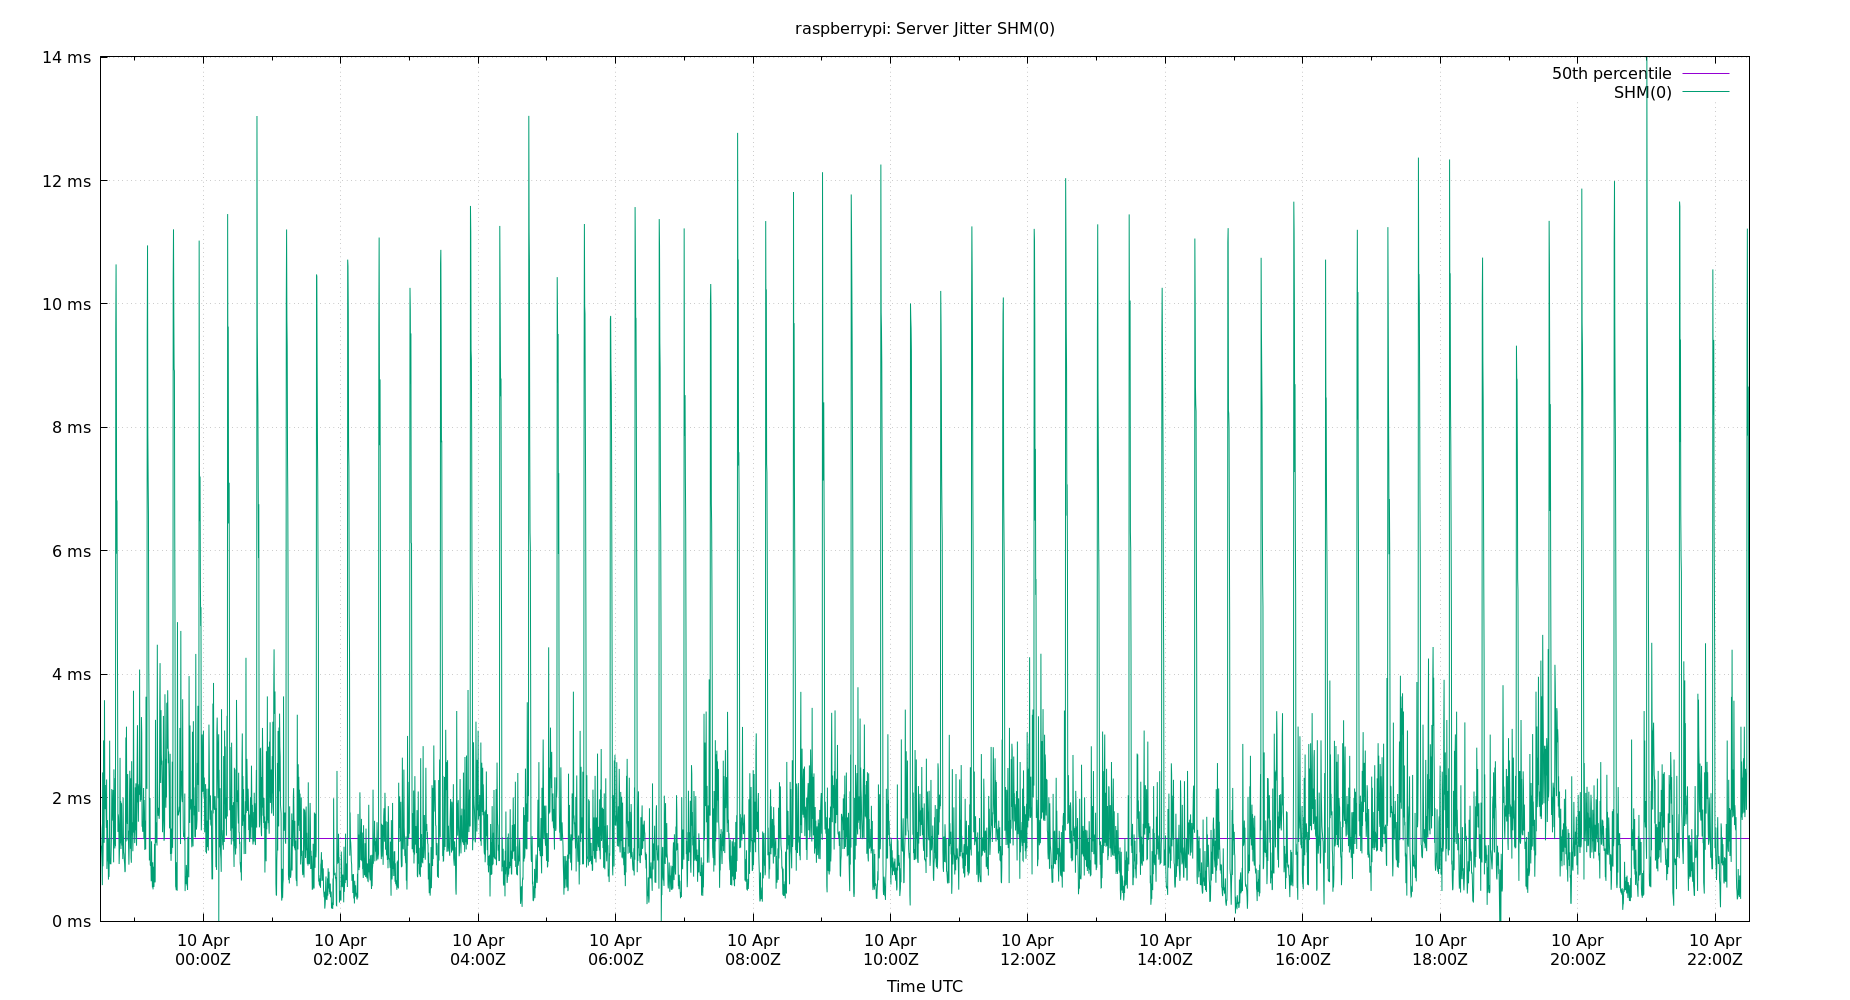 raspberrypi: Server Jitter SHM(0)
14 ms
12 ms
10 ms
8 ms
6 ms
4 ms
2 ms
0 ms
50th percentile
SHM(0)
10 Apr 10 Apr 10 Apr 10 Apr 10 Apr 10 Apr 10 Apr 10 Apr 10 Apr 10 Apr 10 Apr 10 Apr
00:00Z 02:00Z 04:00Z 06:00Z 08:00Z 10:00Z 12:00Z 14:00Z 16:00Z 18:00Z 20:00Z 22:00Z
Time UTC